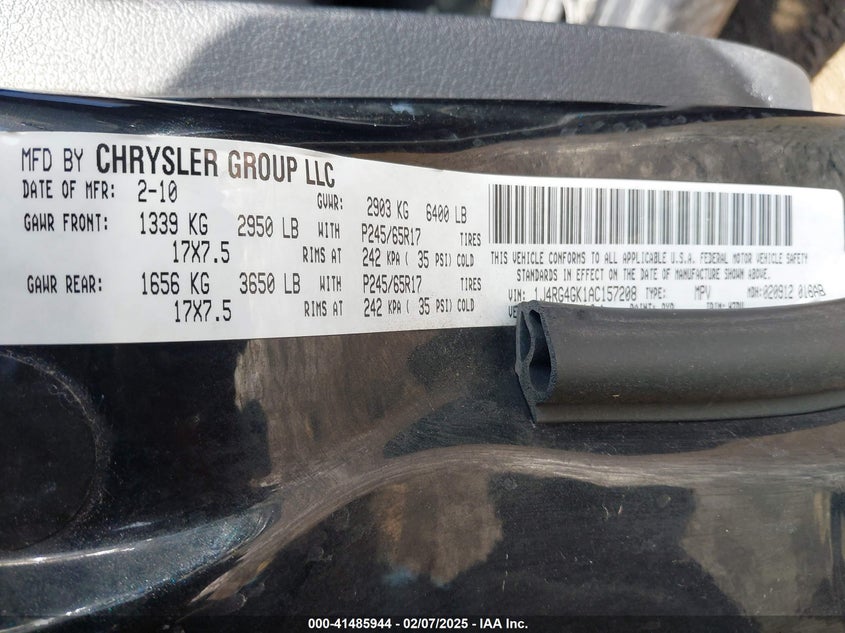 MFD BY CHRYSLER GROUP LLC
DATE OF MFR: 2-10 GVWR: 2903 KG 6400 LB
GAWR FRONT: 1339 KG 2950 LB WITH P245/65R17 TIRES
17X7.5 RIMS AT 242 KPA ( 35 PSI) COLD
GAWR REAR: 1656 KG 3650 LB WITH P245/65R17 TIRES
17X7.5 RIMS AT 242 KPA ( 35 PSI) COLD
THIS VEHICLE CONFORMS TO ALL APPLICABLE U.S.A. FEDERAL MOTOR VEHICLE SAFETY
STANDARDS IN EFFECT ON THE DATE OF MANUFACTURE SHOWN ABOVE.
VIN: 1J4RG4GK1AC157208 TYPE: MPV MDH: 020912 018AB
000-41485944 - 02/07/2025 - IAA Inc.